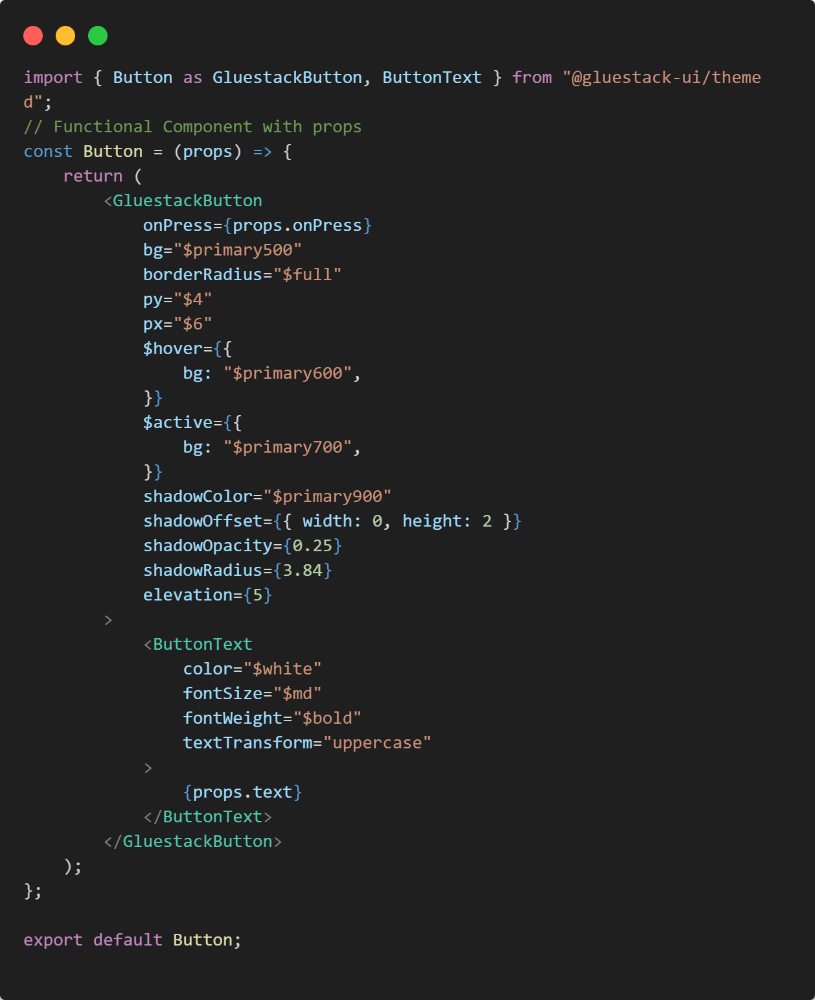 import { Button as GluestackButton, ButtonText } from "@gluestack-ui/theme
d";
// Functional Component with props
const Button = (props) => {
    return (
        <GluestackButton
            onPress={props.onPress}
            bg="$primary500"
            borderRadius="$full"
            py="$4"
            px="$6"
            $hover={{
                bg: "$primary600",
            }}
            $active={{
                bg: "$primary700",
            }}
            shadowColor="$primary900"
            shadowOffset={{ width: 0, height: 2 }}
            shadowOpacity={0.25}
            shadowRadius={3.84}
            elevation={5}
        >
            <ButtonText
                color="$white"
                fontSize="$md"
                fontWeight="$bold"
                textTransform="uppercase"
            >
                {props.text}
            </ButtonText>
        </GluestackButton>
    );
};

export default Button;